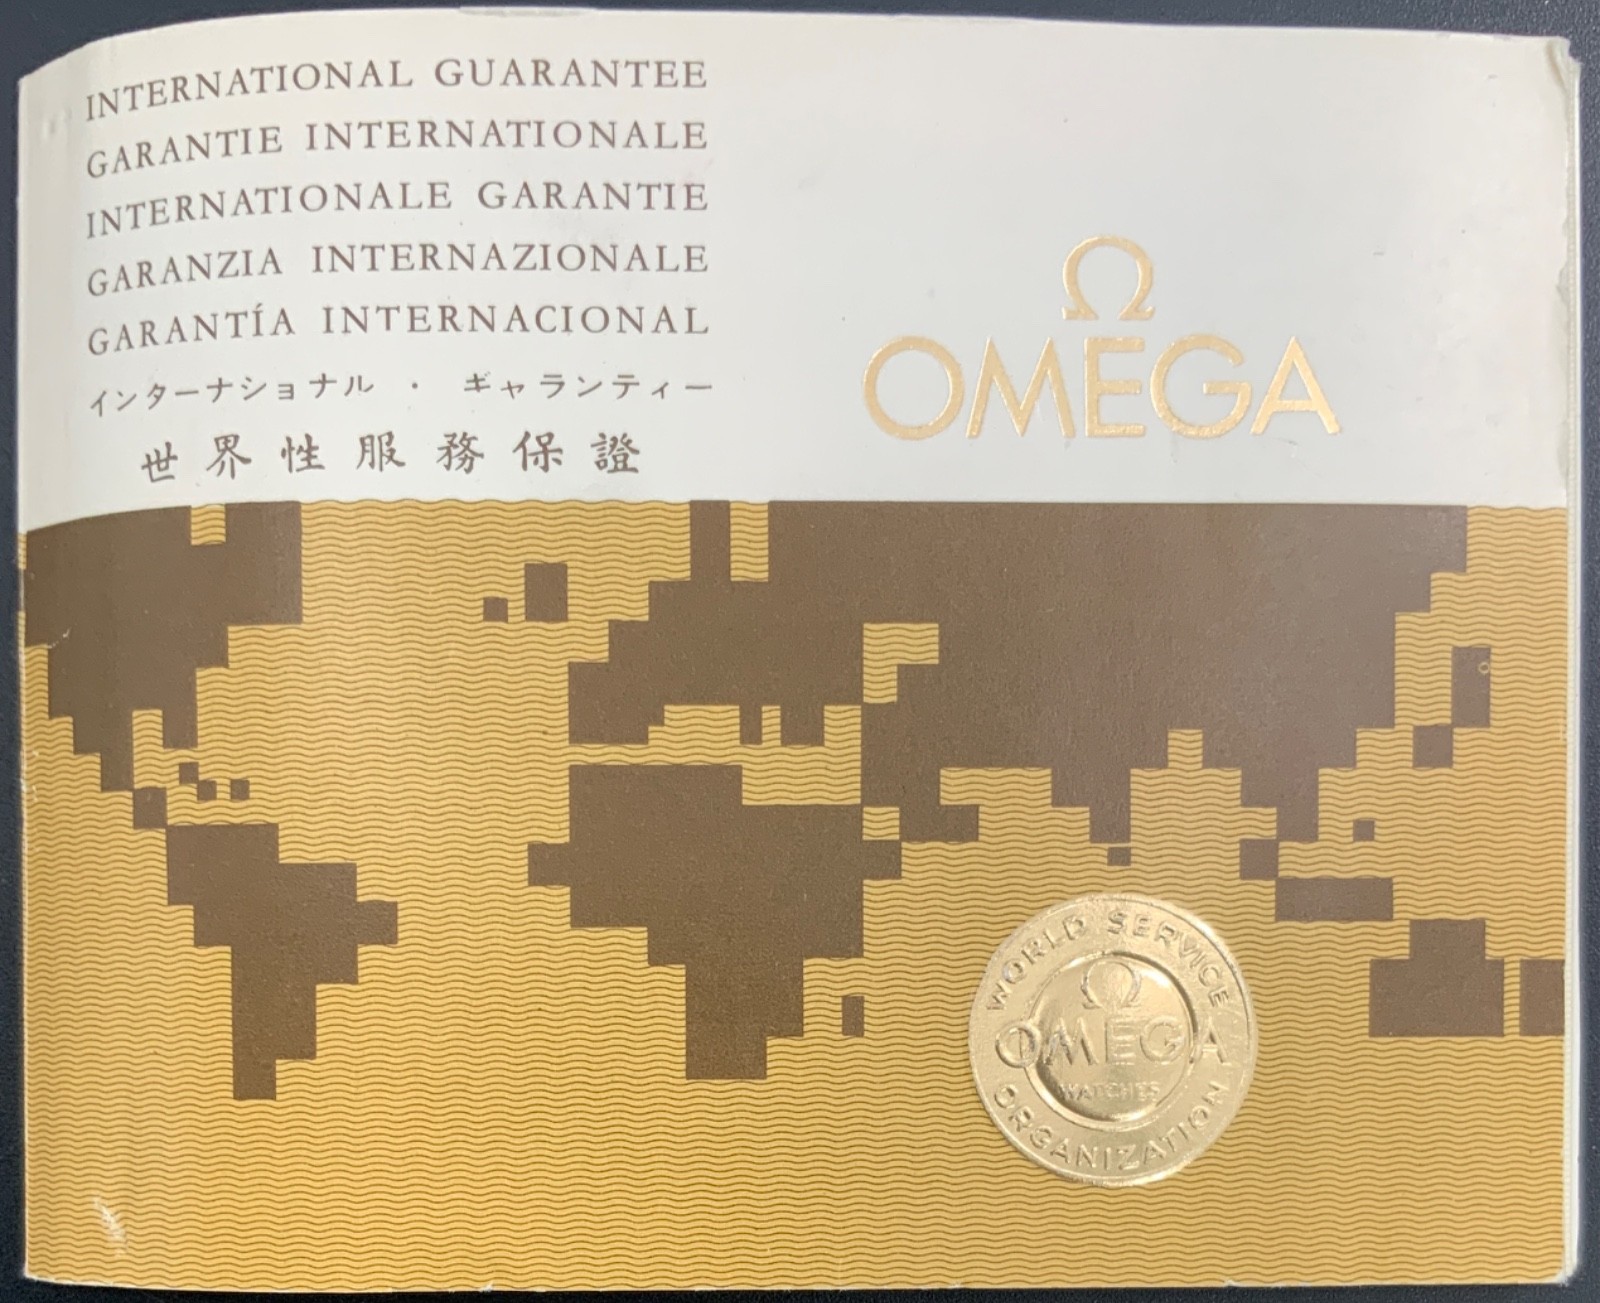 INTERNATIONAL GUARANTEE
GARANTIE INTERNATIONALE
INTERNATIONALE GARANTIE
GARANZIA INTERNAZIONALE
GARANTÍA INTERNACIONAL
インターナショナル ・ ギャランティー
世界性服務保證
Ω
OMEGA
WORLD SERVICE
Ω
OMEGA
WATCHES
ORGANIZATION